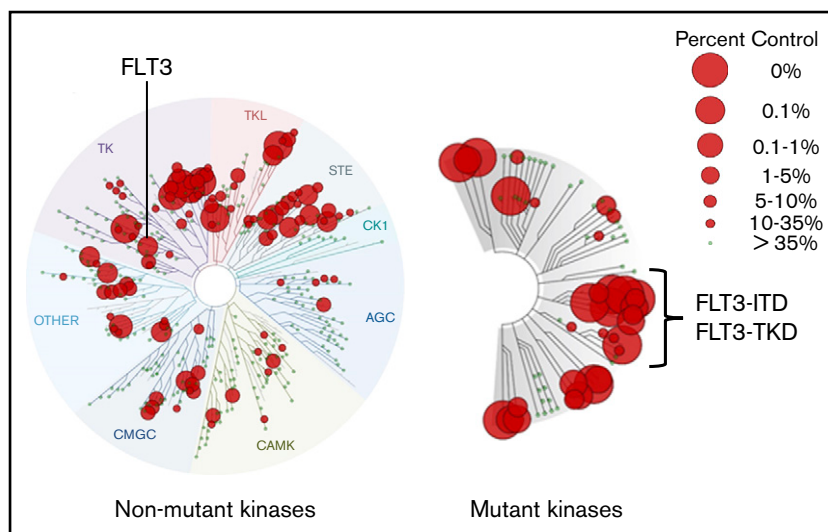 FLT3
TK
TKL
STE
CK1
AGC
CAMK
CMGC
OTHER
Non-mutant kinases
Mutant kinases
FLT3-ITD
FLT3-TKD
Percent Control
0%
0.1%
0.1-1%
1-5%
5-10%
10-35%
> 35%